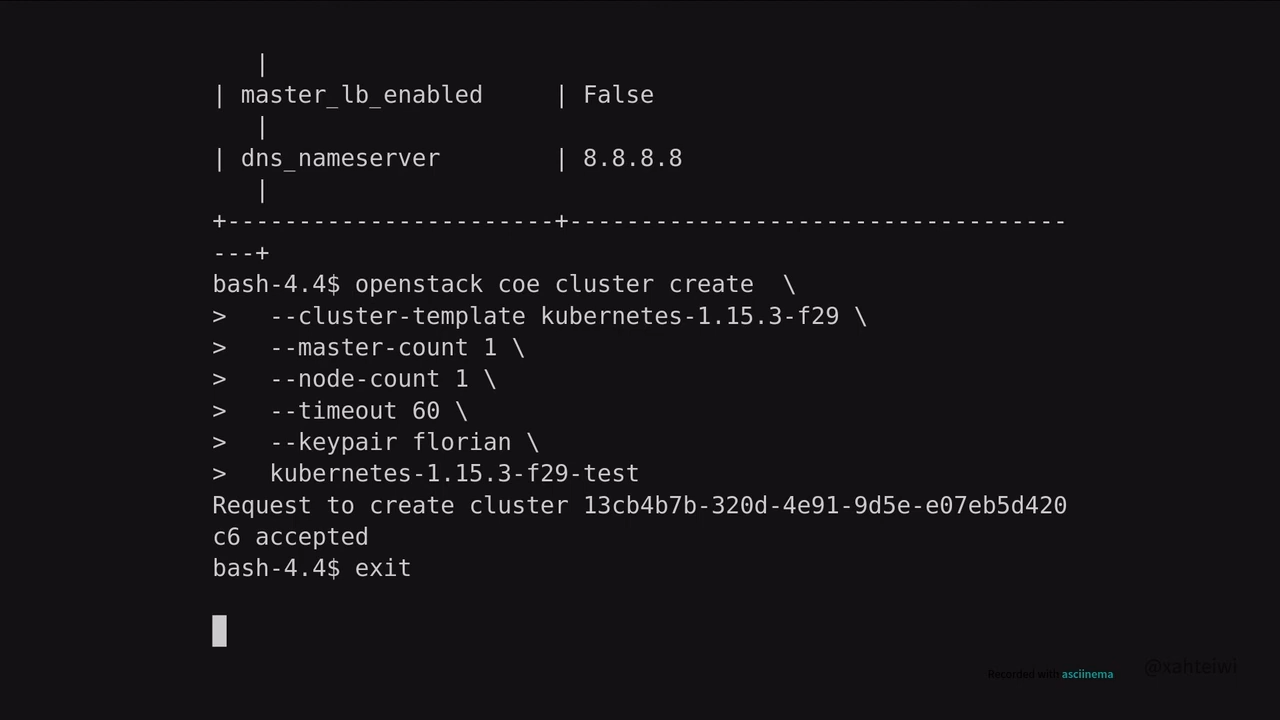 |
| master_lb_enabled     | False
|
| dns_nameserver        | 8.8.8.8
|
+-----------------------+-----------------------------------
---+
bash-4.4$ openstack coe cluster create  \
>   --cluster-template kubernetes-1.15.3-f29 \
>   --master-count 1 \
>   --node-count 1 \
>   --timeout 60 \
>   --keypair florian \
>   kubernetes-1.15.3-f29-test
Request to create cluster 13cb4b7b-320d-4e91-9d5e-e07eb5d420
c6 accepted
bash-4.4$ exit
Recorded with asciinema
@xahteiwi